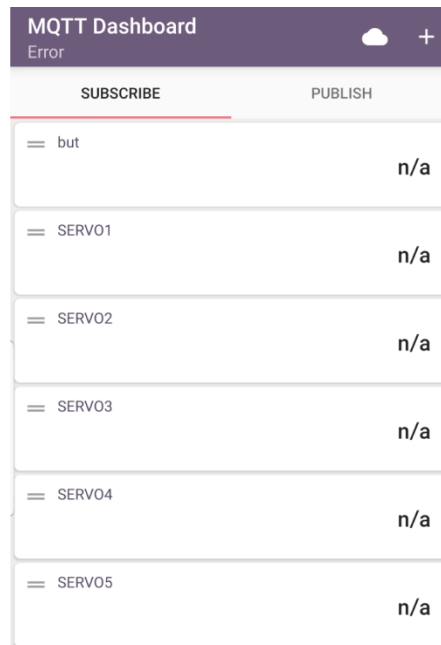 MQTT Dashboard
Error
+
SUBSCRIBE PUBLISH
but
n/a
SERVO1
n/a
SERVO2
n/a
SERVO3
n/a
SERVO4
n/a
SERVO5
n/a